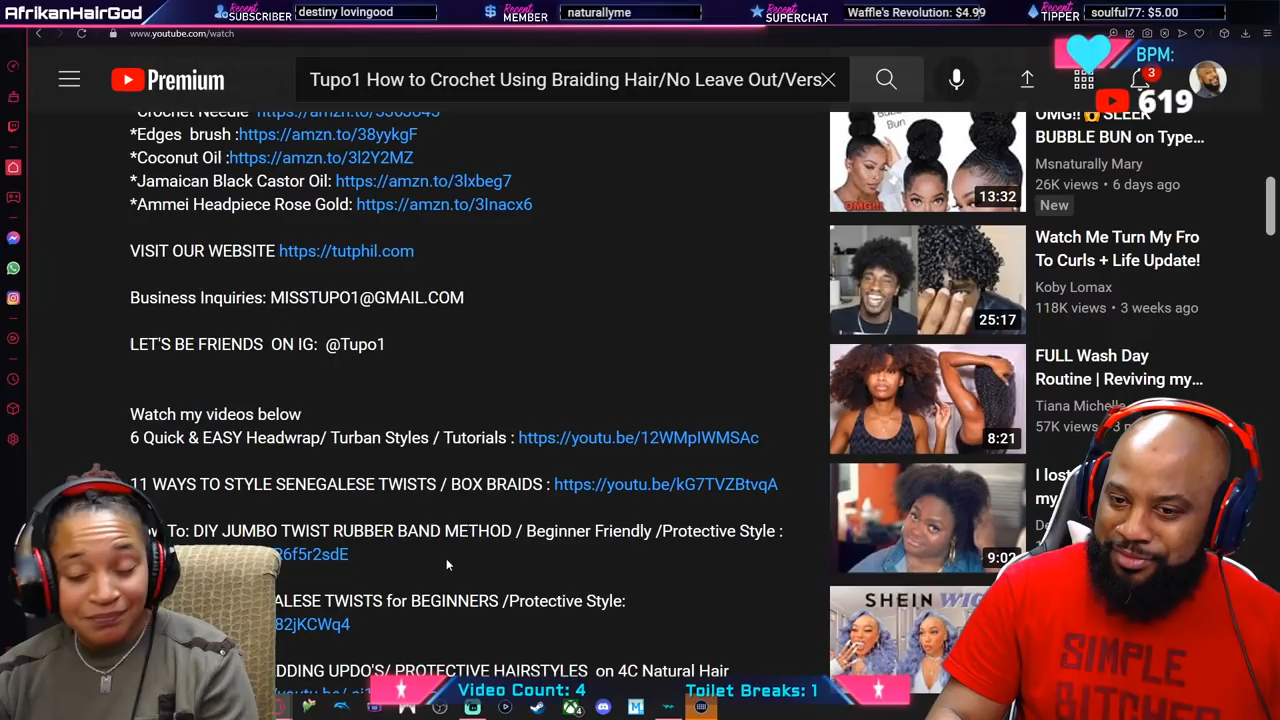 AfrikanHairGod
Recent SUBSCRIBER
destiny lovingood
Recent MEMBER
naturallyme
Recent SUPERCHAT
Waffle's Revolution: $4.99
Recent TIPPER
soulful77: $5.00
www.youtube.com/watch
BPM:
Premium
Tupo1 How to Crochet Using Braiding Hair/No Leave Out/Vers
3
619
*Edges brush :https://amzn.to/38yykgF
*Coconut Oil :https://amzn.to/3l2Y2MZ
*Jamaican Black Castor Oil: https://amzn.to/3lxbeg7
*Ammei Headpiece Rose Gold: https://amzn.to/3Inacx6
VISIT OUR WEBSITE https://tutphil.com
Business Inquiries: MISSTUPO1@GMAIL.COM
LET'S BE FRIENDS ON IG: @Tupo1
Watch my videos below
6 Quick & EASY Headwrap/ Turban Styles / Tutorials : https://youtu.be/12WMpIWMSAc
11 WAYS TO STYLE SENEGALESE TWISTS / BOX BRAIDS : https://youtu.be/kG7TVZBtvqA
To: DIY JUMBO TWIST RUBBER BAND METHOD / Beginner Friendly /Protective Style :
R6f5r2sdE
ALESE TWISTS for BEGINNERS /Protective Style:
82jKCWq4
DDING UPDO'S/ PROTECTIVE HAIRSTYLES on 4C Natural Hair
Bun
OMG!!
13:32
OMG!! SLEEK
BUBBLE BUN on Type...
Msnaturally Mary
26K views • 6 days ago
New
25:17
Watch Me Turn My Fro
To Curls + Life Update!
Koby Lomax
118K views • 3 weeks ago
8:21
FULL Wash Day
Routine | Reviving my...
Tiana Michelle
57K views
9:02
I lost
my
SHEIN WIG
SIMPLE
Video Count: 4
Toilet Breaks: 1